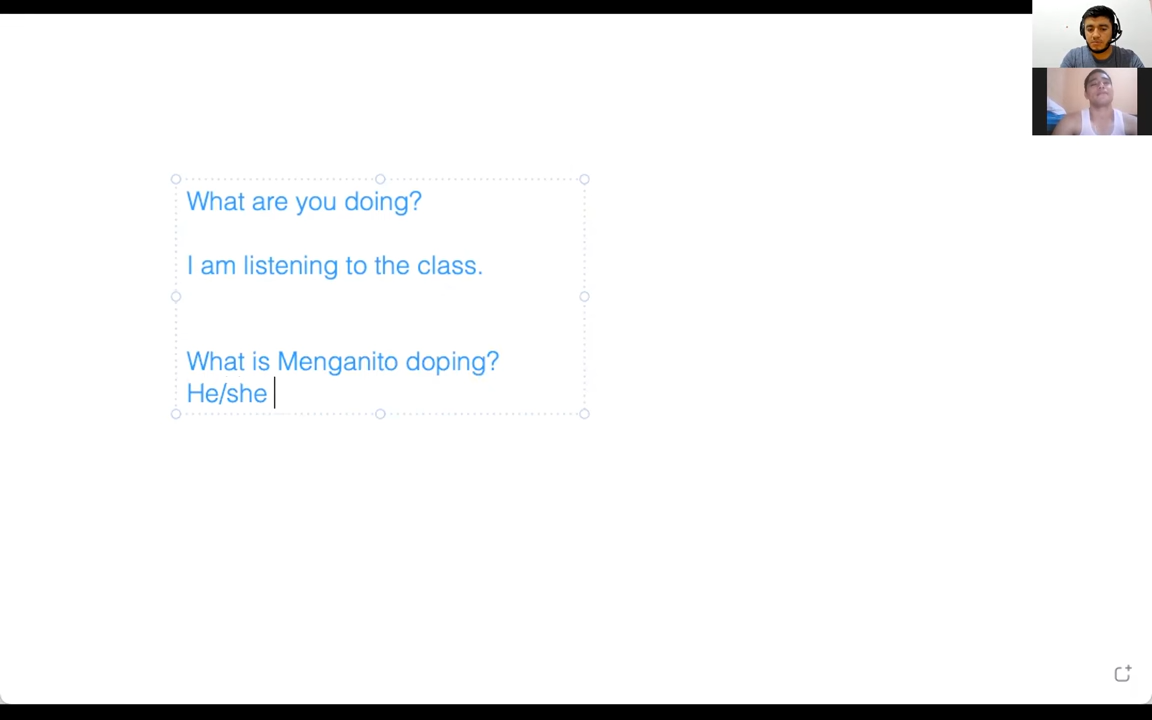 What are you doing?
I am listening to the class.
What is Menganito doping?
He/she